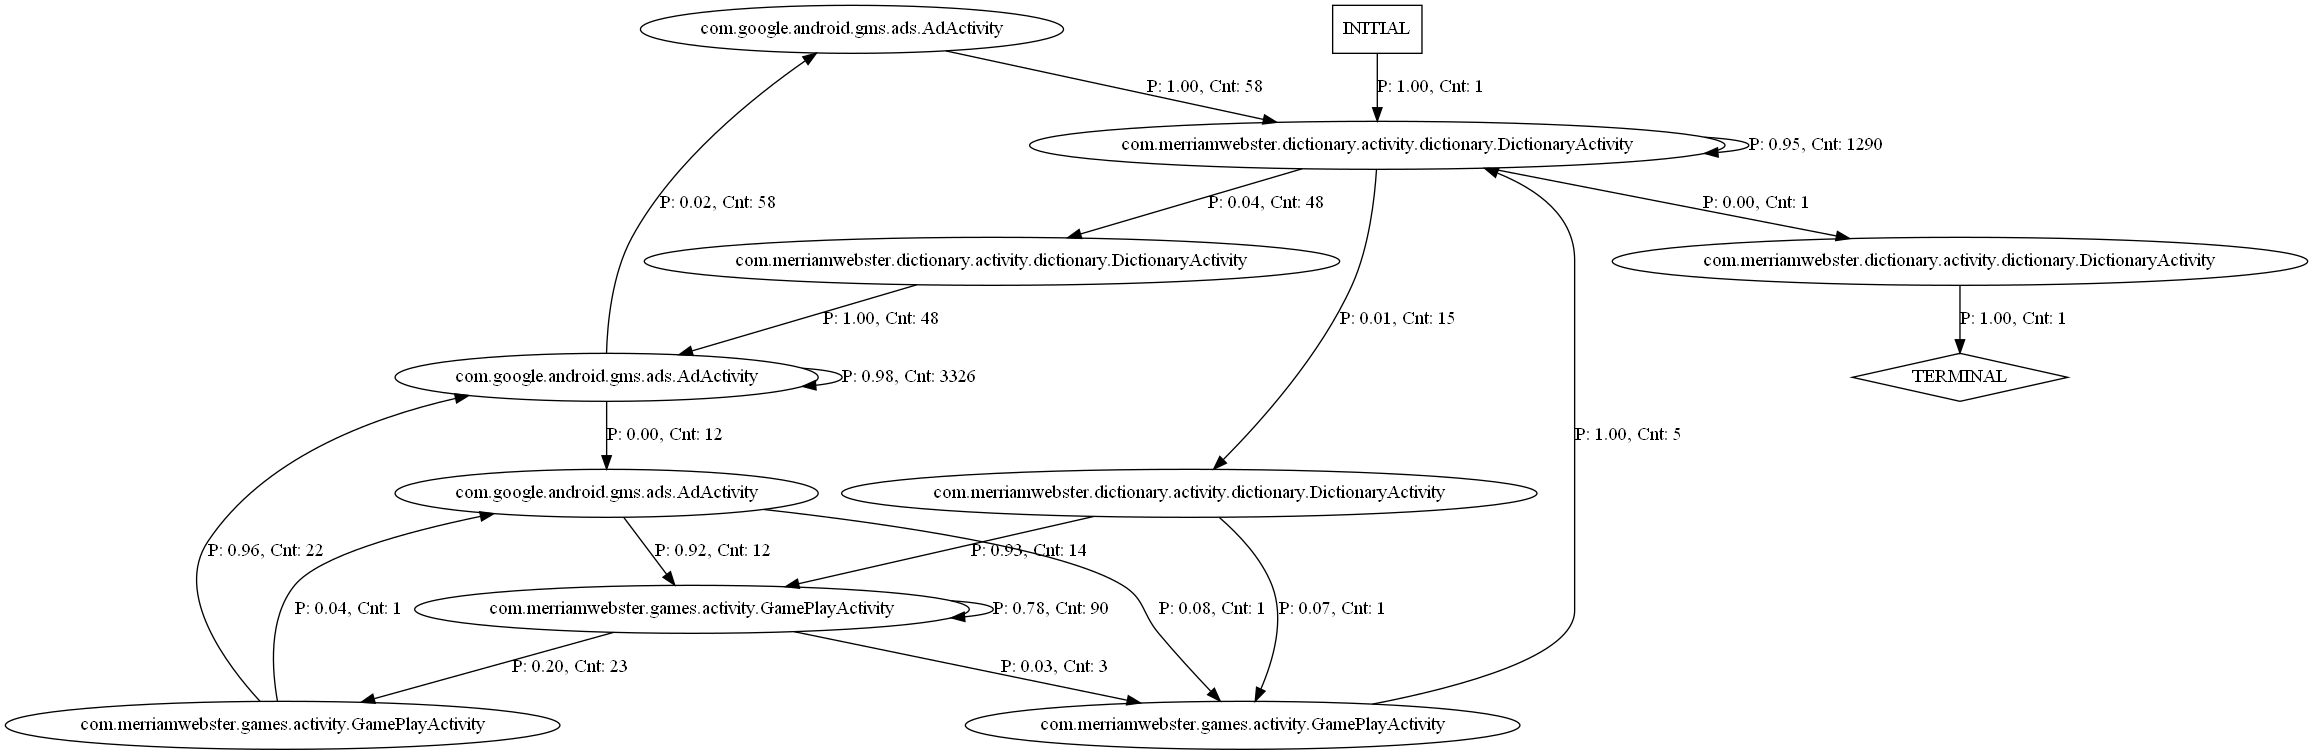 com.google.android.gms.ads.AdActivity
INITIAL
P: 1.00, Cnt: 58
P: 1.00, Cnt: 1
com.merriamwebster.dictionary.activity.dictionary.DictionaryActivity
P: 0.95, Cnt: 1290
P: 0.02, Cnt: 58
P: 0.04, Cnt: 48
P: 0.00, Cnt: 1
com.merriamwebster.dictionary.activity.dictionary.DictionaryActivity
com.merriamwebster.dictionary.activity.dictionary.DictionaryActivity
P: 1.00, Cnt: 48
P: 0.01, Cnt: 15
P: 1.00, Cnt: 1
com.google.android.gms.ads.AdActivity
P: 0.98, Cnt: 3326
TERMINAL
P: 0.00, Cnt: 12
P: 1.00, Cnt: 5
com.google.android.gms.ads.AdActivity
com.merriamwebster.dictionary.activity.dictionary.DictionaryActivity
P: 0.96, Cnt: 22
P: 0.92, Cnt: 12
P: 0.93, Cnt: 14
P: 0.04, Cnt: 1
com.merriamwebster.games.activity.GamePlayActivity
P: 0.78, Cnt: 90
P: 0.08, Cnt: 1
P: 0.07, Cnt: 1
P: 0.20, Cnt: 23
P: 0.03, Cnt: 3
com.merriamwebster.games.activity.GamePlayActivity
com.merriamwebster.games.activity.GamePlayActivity